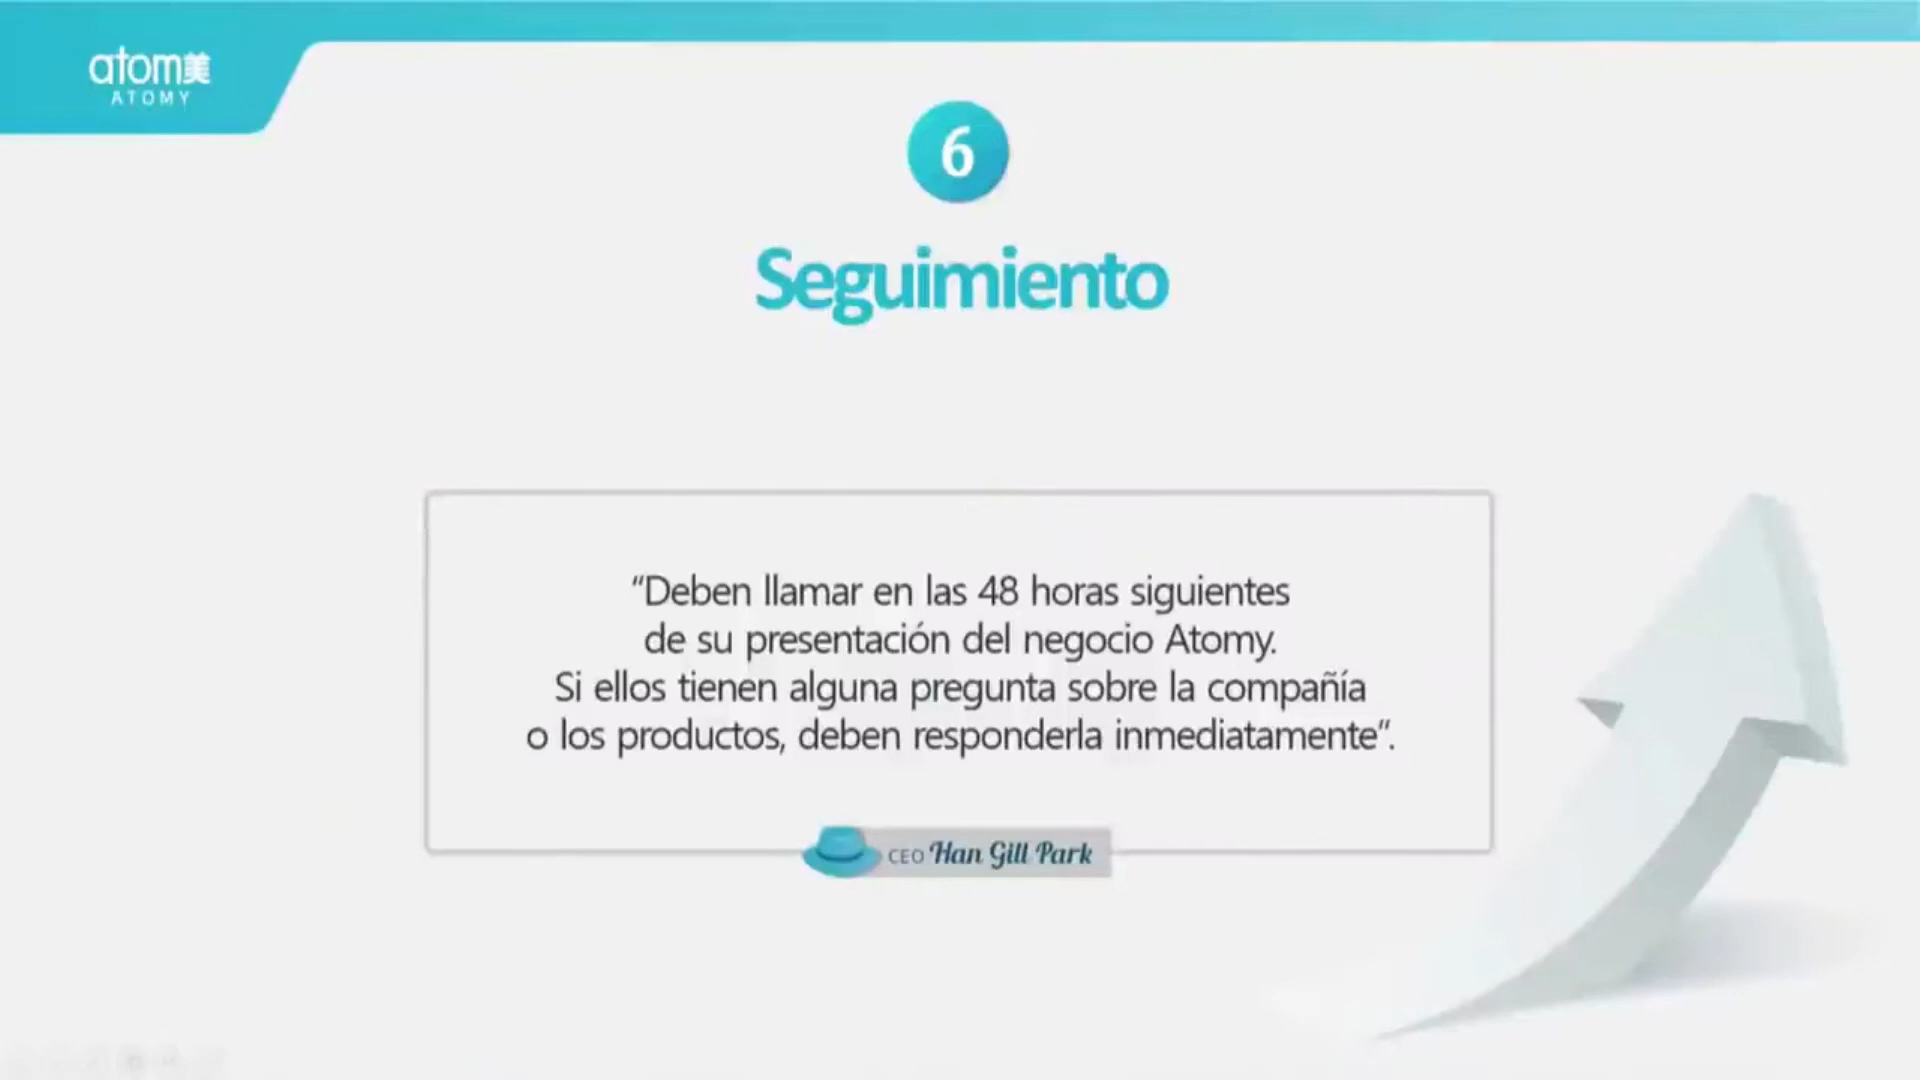 atom美
ATOMY
6
Seguimiento
“Deben llamar en las 48 horas siguientes
de su presentación del negocio Atomy.
Si ellos tienen alguna pregunta sobre la compañía
o los productos, deben responderla inmediatamente”.
CEO Han Gill Park